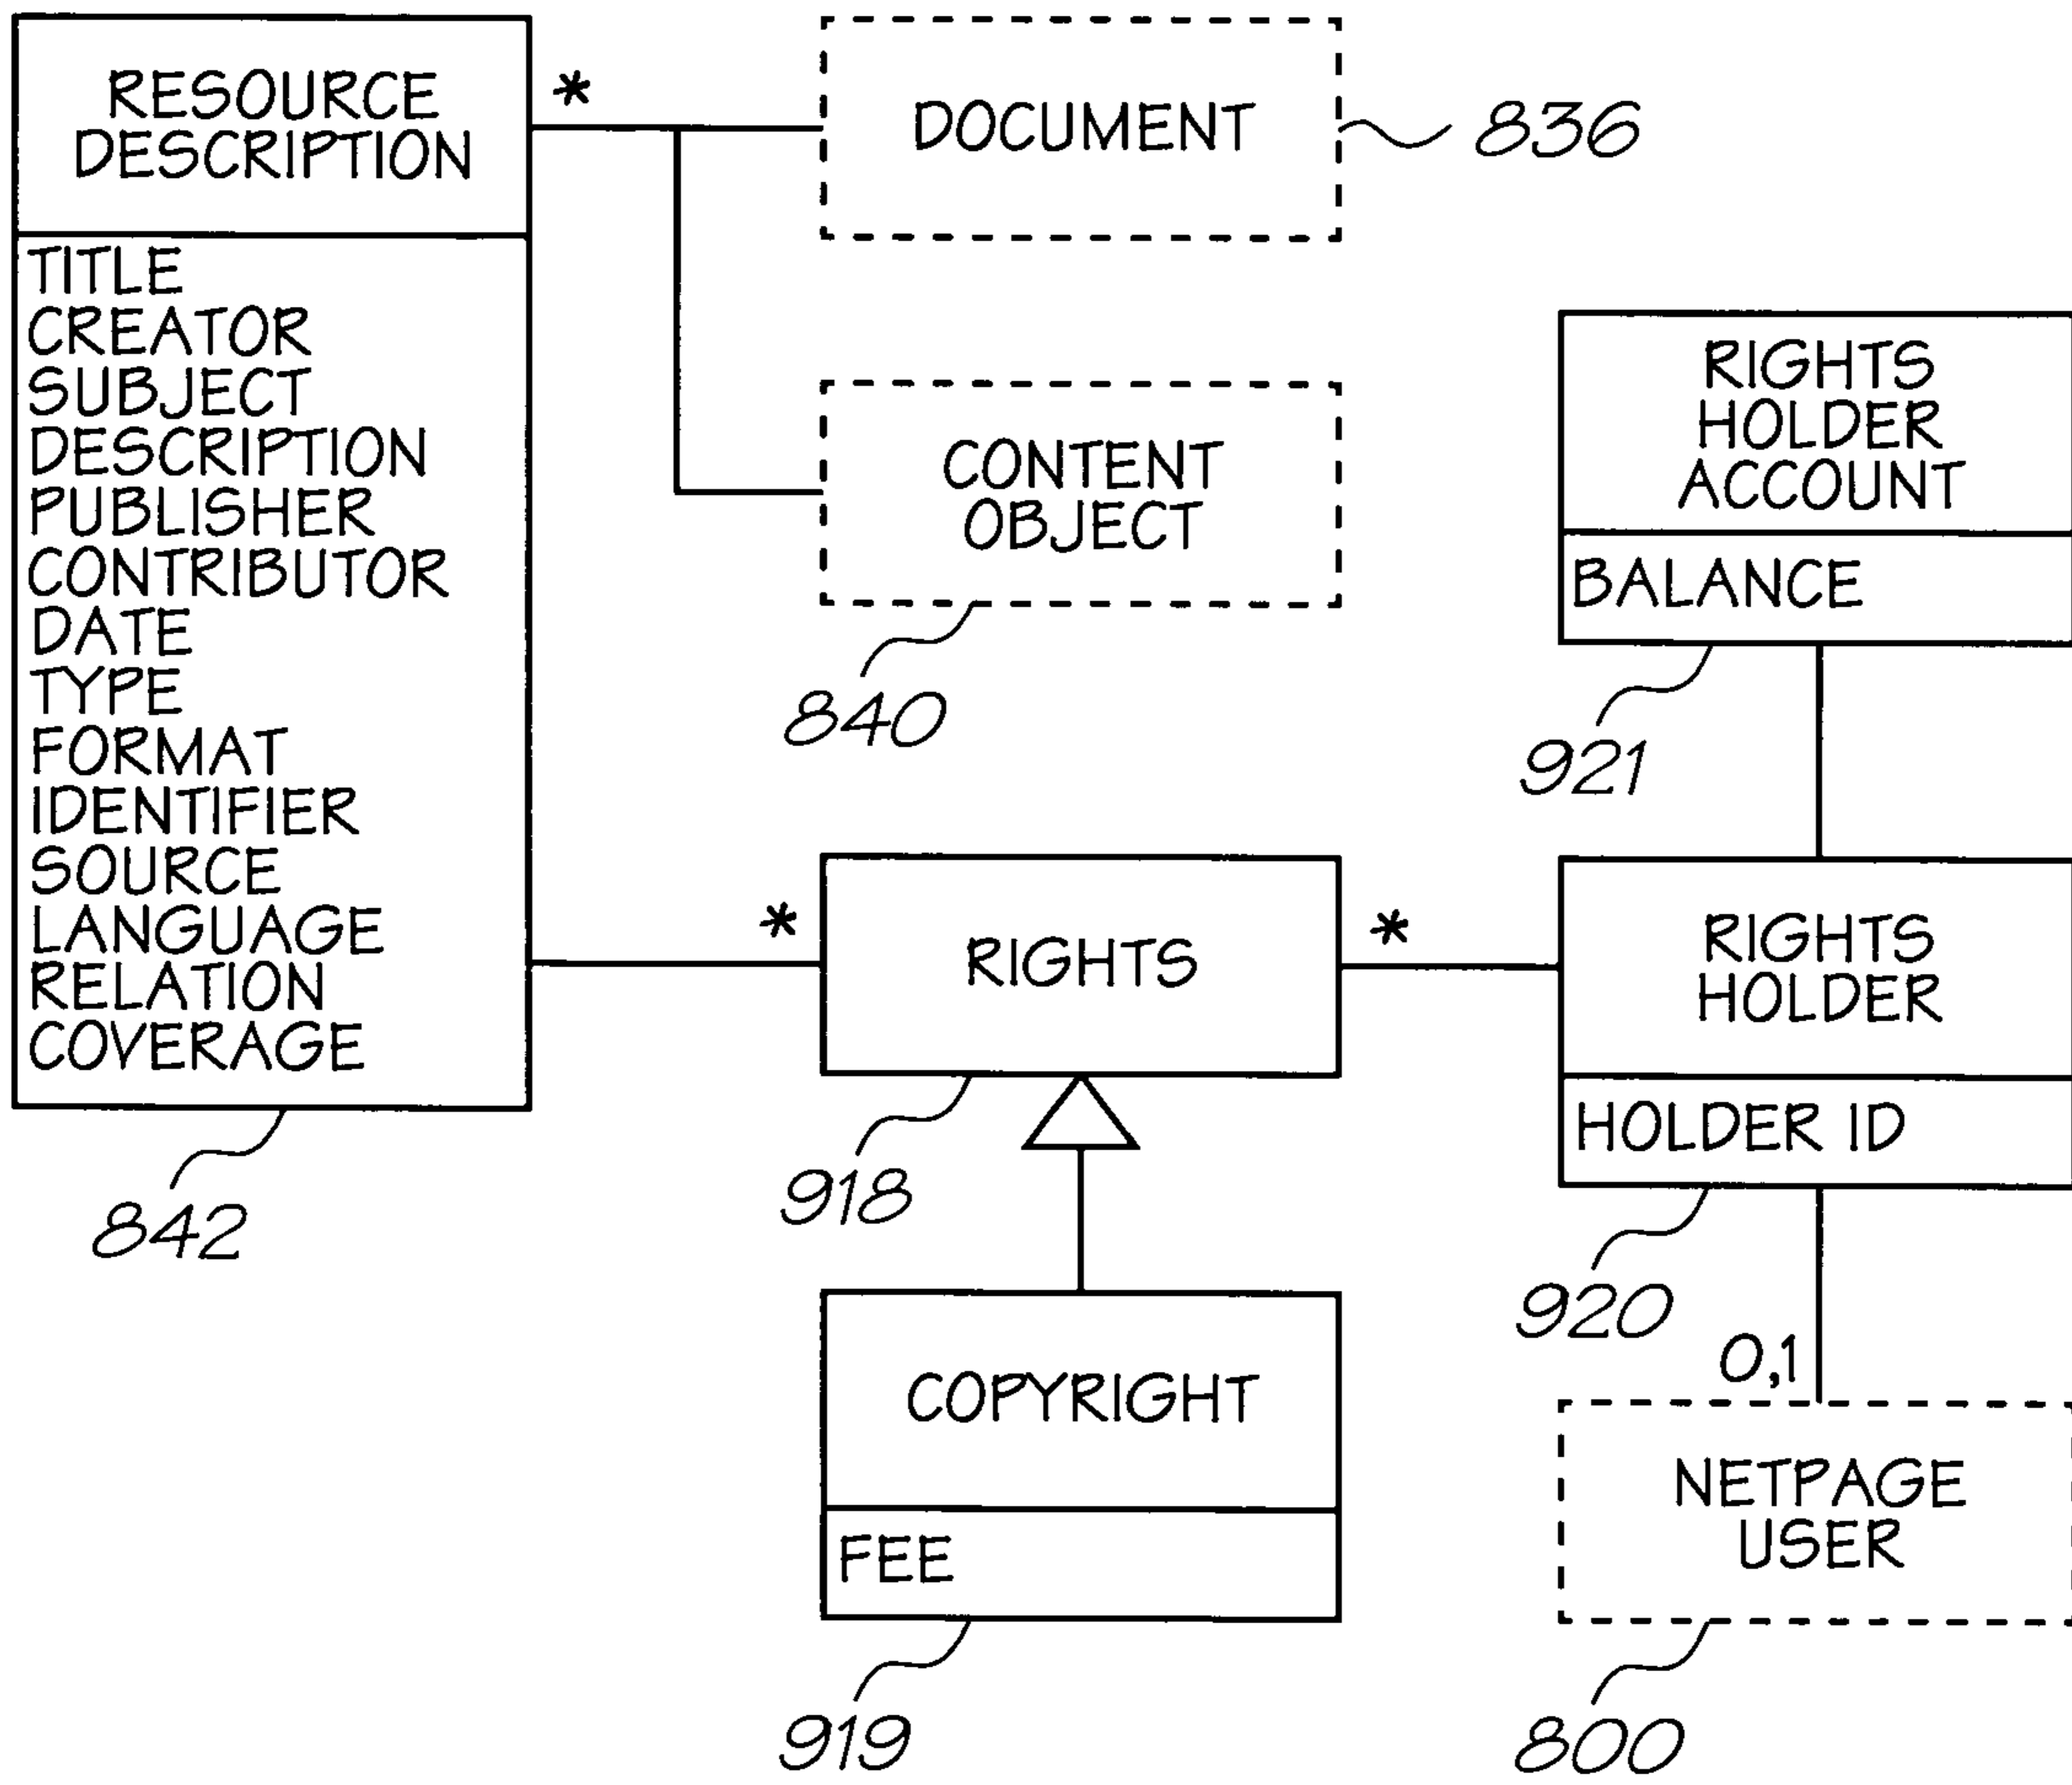 RESOURCE
DESCRIPTION
TITLE
CREATOR
SUBJECT
DESCRIPTION
PUBLISHER
CONTRIBUTOR
DATE
TYPE
FORMAT
IDENTIFIER
SOURCE
LANGUAGE
RELATION
COVERAGE
842
*
DOCUMENT
836
CONTENT
OBJECT
840
RIGHTS
HOLDER
ACCOUNT
BALANCE
921
*
RIGHTS
918
*
RIGHTS
HOLDER
HOLDER ID
920
COPYRIGHT
FEE
919
0,1
NETPAGE
USER
800